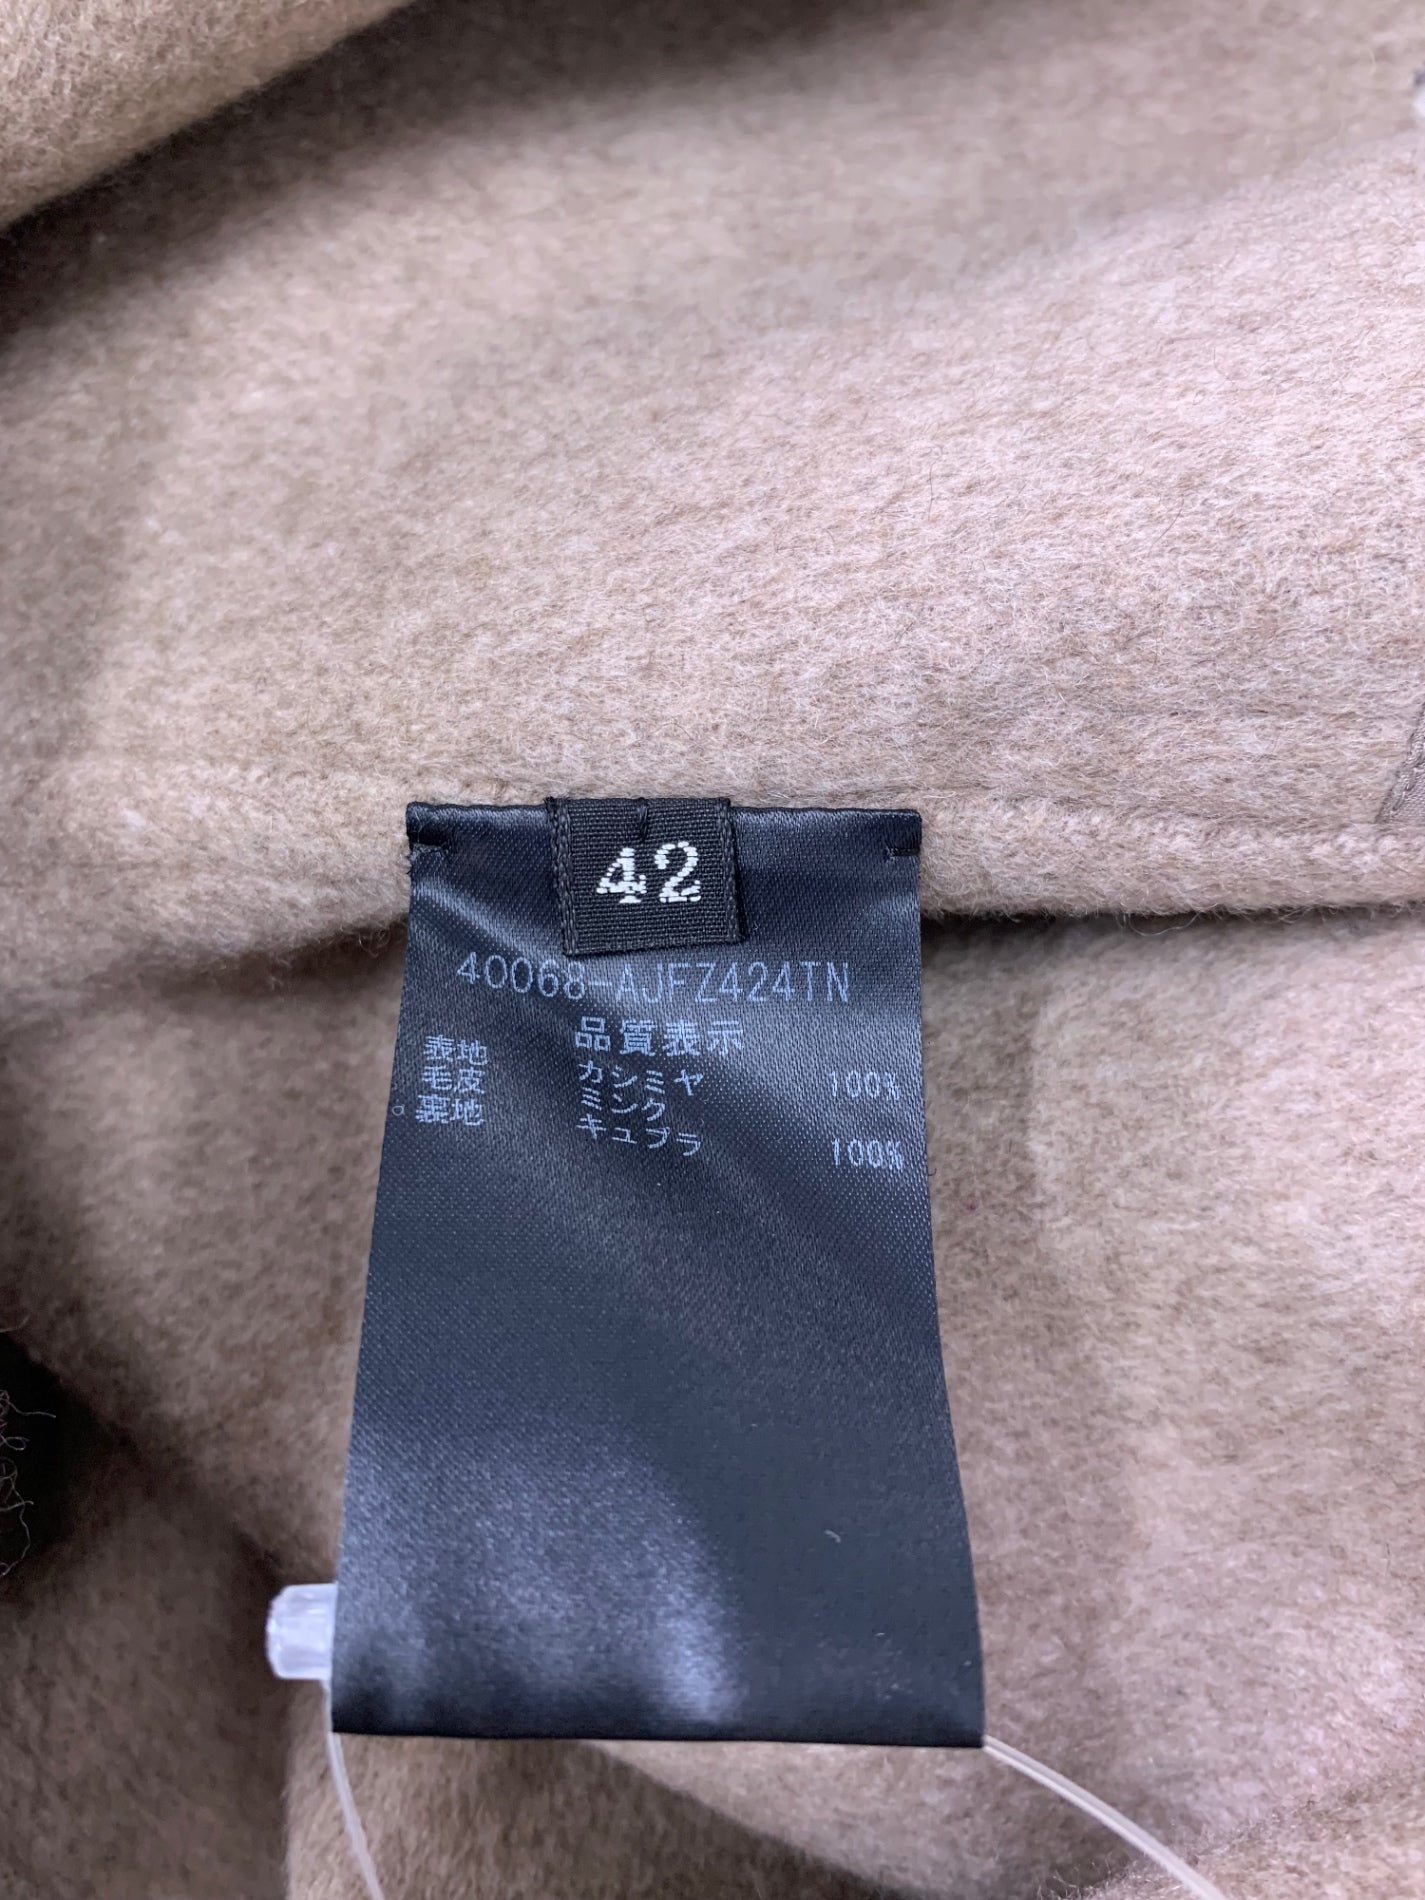 42
40068-AJFZ424TN
品質表示
表地 カシミヤ 100%
毛皮 ミンク
裏地 キュプラ 100%